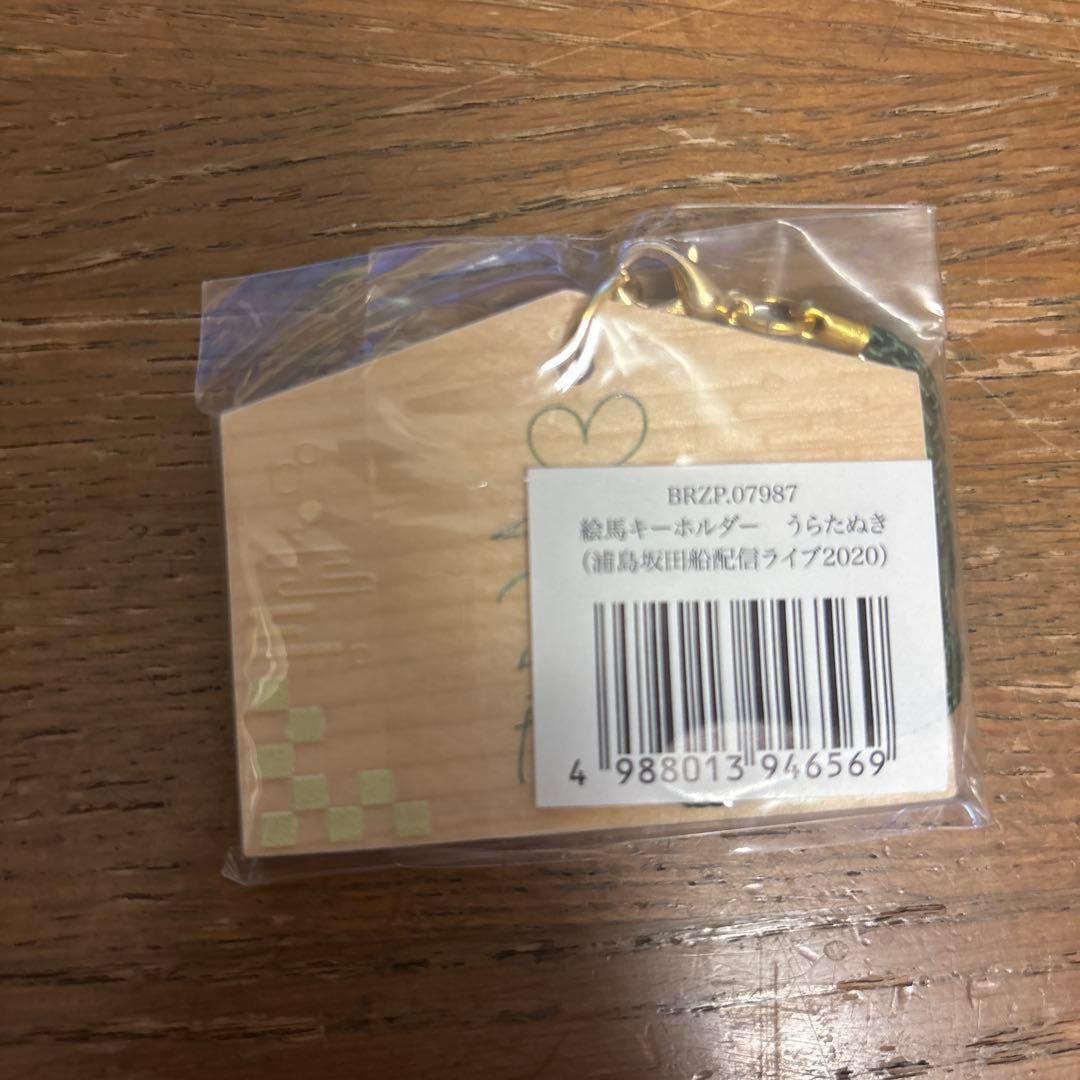 BRZP.07987
絵馬キーホルダー　うらたぬき
（浦島坂田船配信ライブ2020）
4 988013 946569